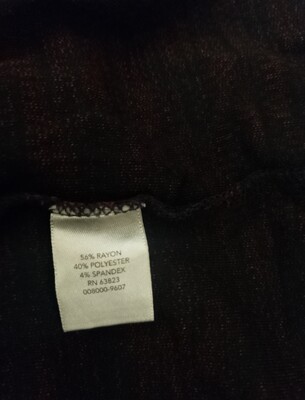 56% RAYON
40% POLYESTER
4% SPANDEX
RN 63823
008000-9607